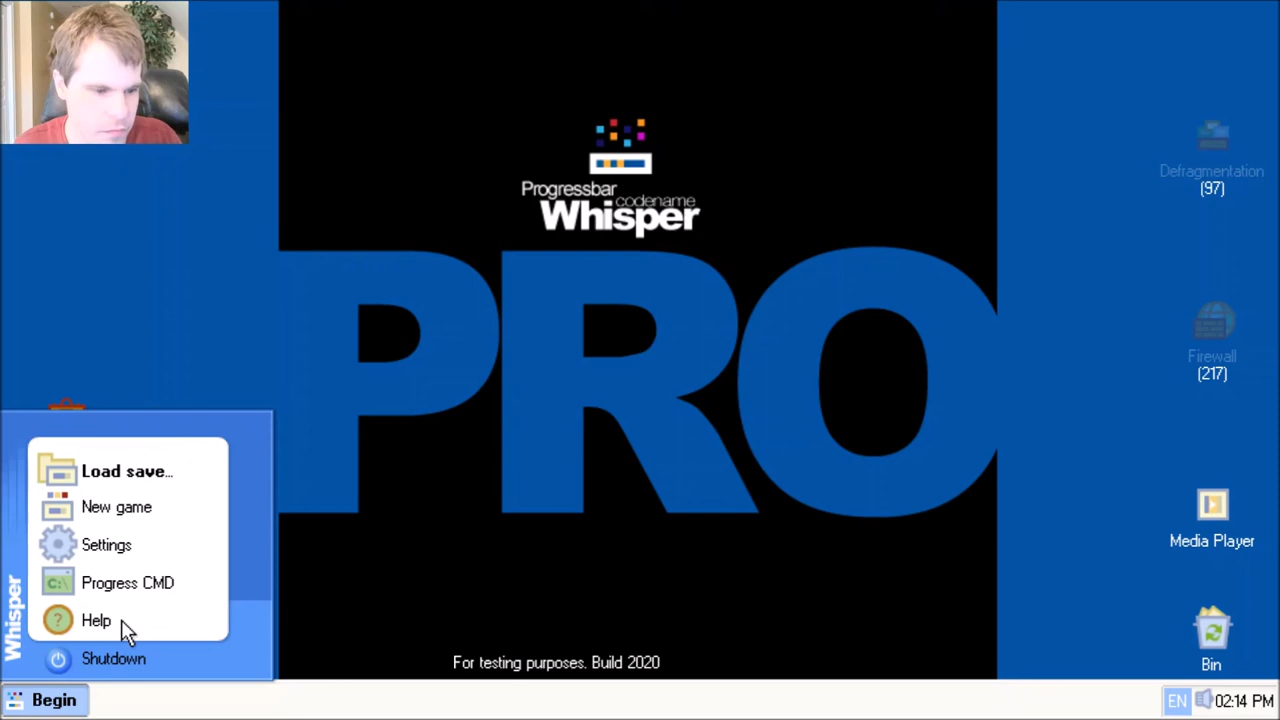 Progressbar
codename
Whisper
PRO
Defragmentation
(97)
Firewall
(217)
Media Player
Bin
Load save...
New game
Settings
C:\
Progress CMD
?
Help
Shutdown
Whisper
For testing purposes. Build 2020
Begin
EN
02:14 PM